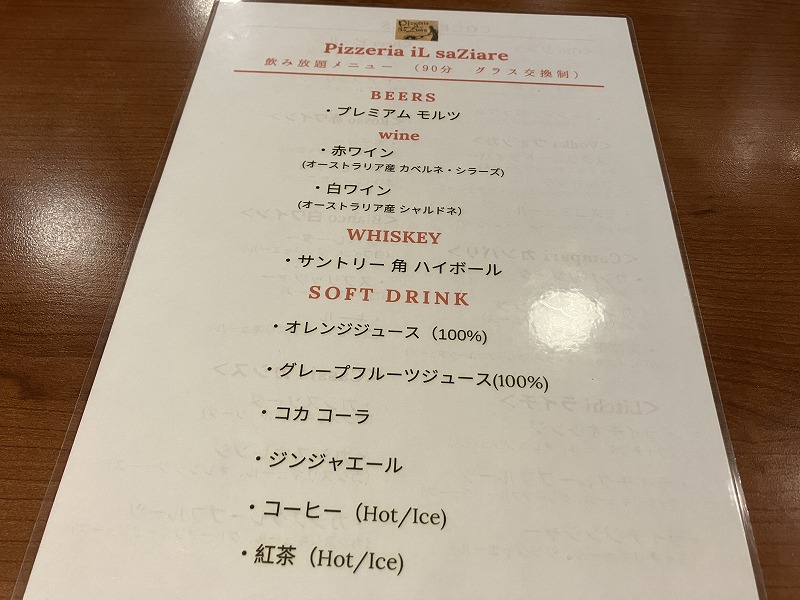 Pizzeria iL saZiare
飲み放題メニュー （90分 グラス交換制）
BEERS
・プレミアム モルツ
wine
・赤ワイン
(オーストラリア産 カベルネ・シラーズ)
・白ワイン
(オーストラリア産 シャルドネ)
WHISKEY
・サントリー 角 ハイボール
SOFT DRINK
・オレンジジュース（100%)
・グレープフルーツジュース(100%)
・コカ コーラ
・ジンジャエール
・コーヒー（Hot/Ice)
・紅茶（Hot/Ice)